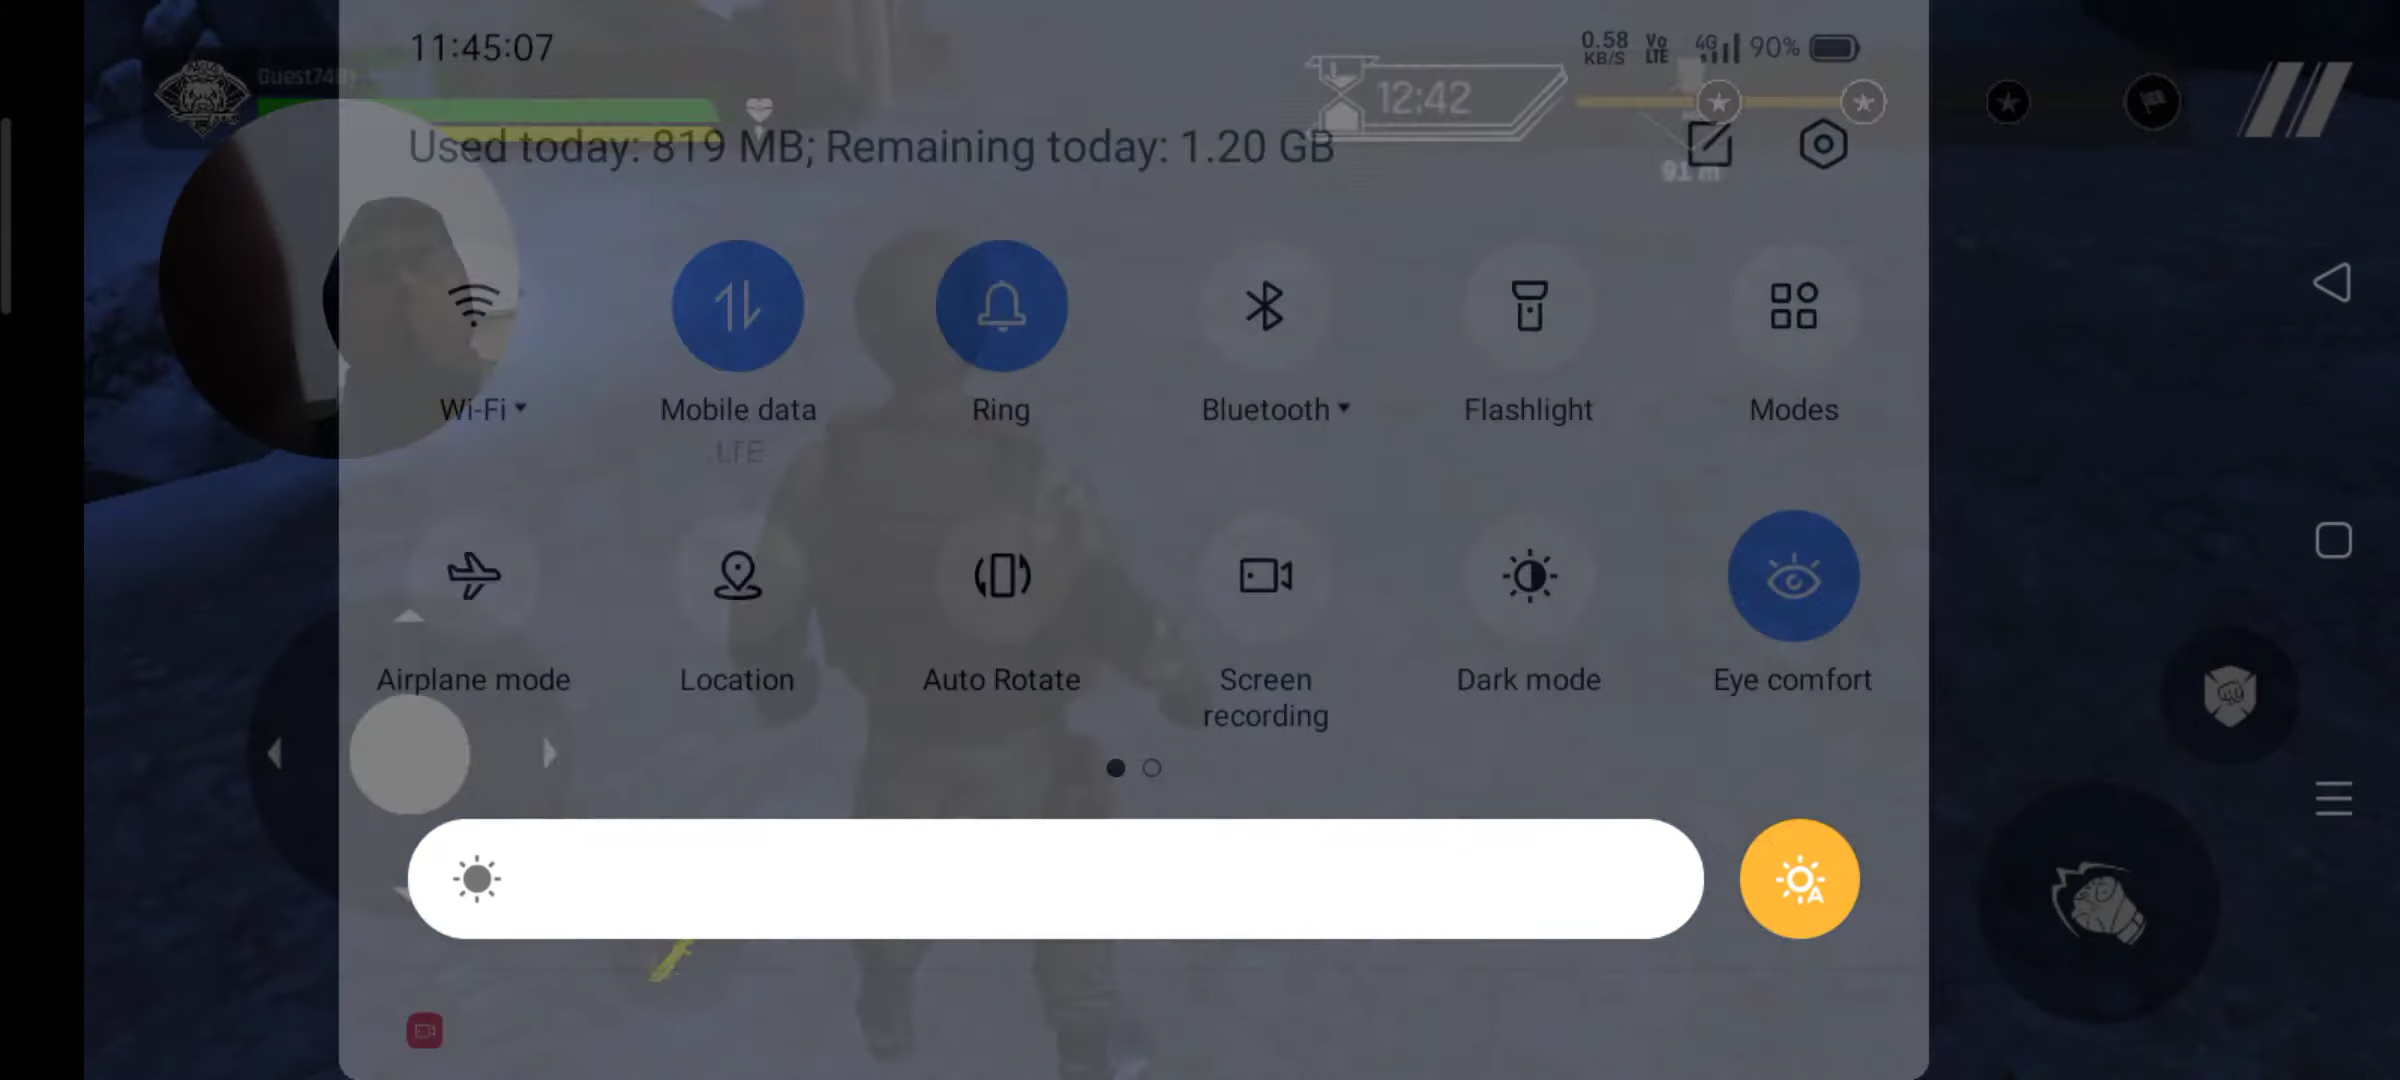 11:45:07
0.58 KB/S
Vo LTE
4G
90%
12:42
Used today: 819 MB; Remaining today: 1.20 GB
91 m
Wi-Fi
Mobile data
LTE
Ring
Bluetooth
Flashlight
Modes
Airplane mode
Location
Auto Rotate
Screen
recording
Dark mode
Eye comfort
A